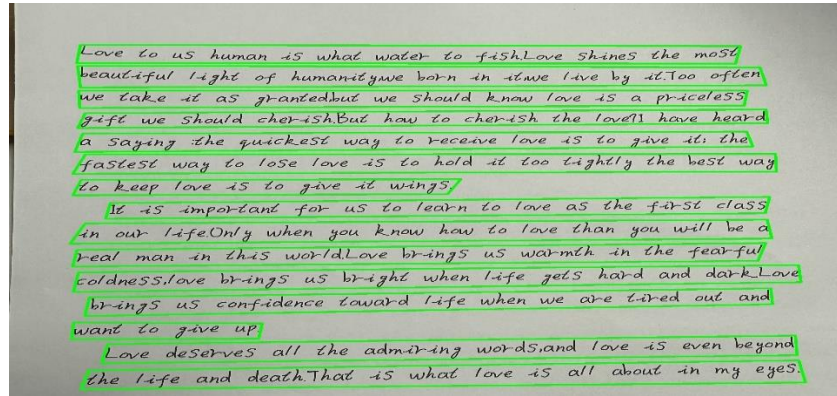 Love to us human is what water to fish.Love shines the most
beautiful light of humanity,we born in it,we live by it.Too often
we take it as granted,but we should know love is a priceless
gift we should cherish.But how to cherish the love?I have heard
a saying :the quickest way to receive love is to give it; the
fastest way to lose love is to hold it too tightly the best way
to keep love is to give it wings.
It is important for us to learn to love as the first class
in our life.Only when you know how to love than you will be a
real man in this world.Love brings us warmth in the fearful
coldness,love brings us bright when life gets hard and dark.Love
brings us confidence toward life when we are tired out and
want to give up.
Love deserves all the admiring words,and love is even beyond
the life and death.That is what love is all about in my eyes.